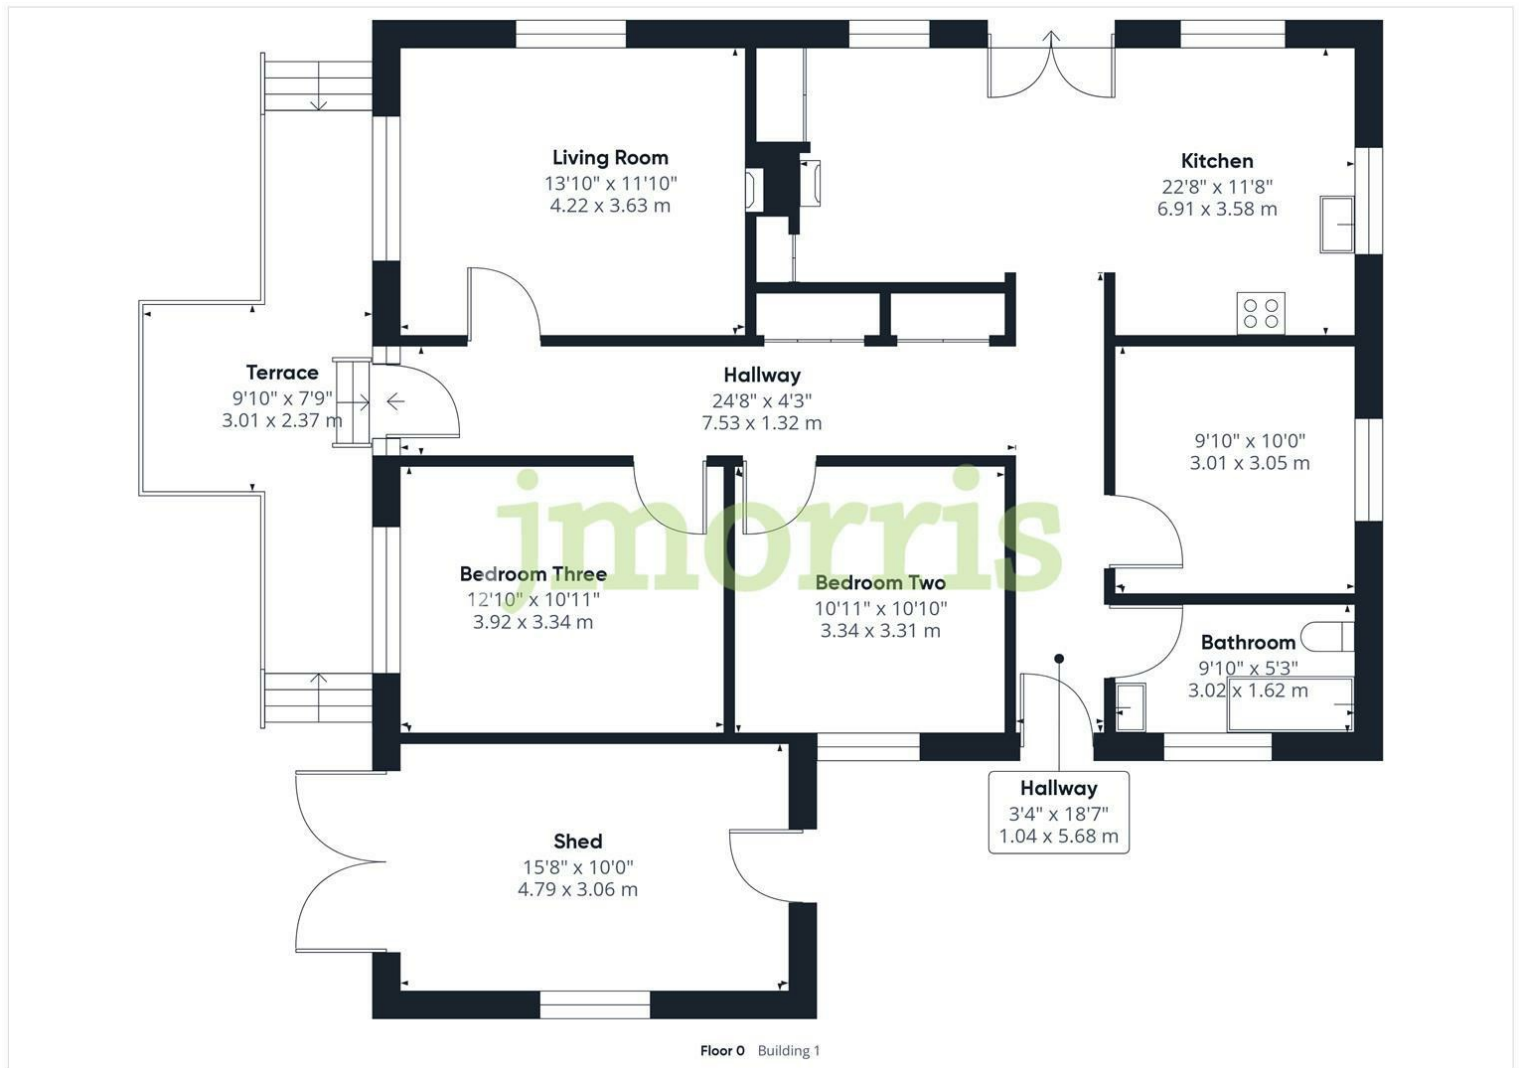 Living Room
13'10" x 11'10"
4.22 x 3.63 m
Kitchen
22'8" x 11'8"
6.91 x 3.58 m
Terrace
9'10" x 7'9"
3.01 x 2.37 m
Hallway
24'8" x 4'3"
7.53 x 1.32 m
9'10" x 10'0"
3.01 x 3.05 m
jmorris
Bedroom Three
12'10" x 10'11"
3.92 x 3.34 m
Bedroom Two
10'11" x 10'10"
3.34 x 3.31 m
Bathroom
9'10" x 5'3"
3.02 x 1.62 m
Hallway
3'4" x 18'7"
1.04 x 5.68 m
Shed
15'8" x 10'0"
4.79 x 3.06 m
Floor 0 Building 1